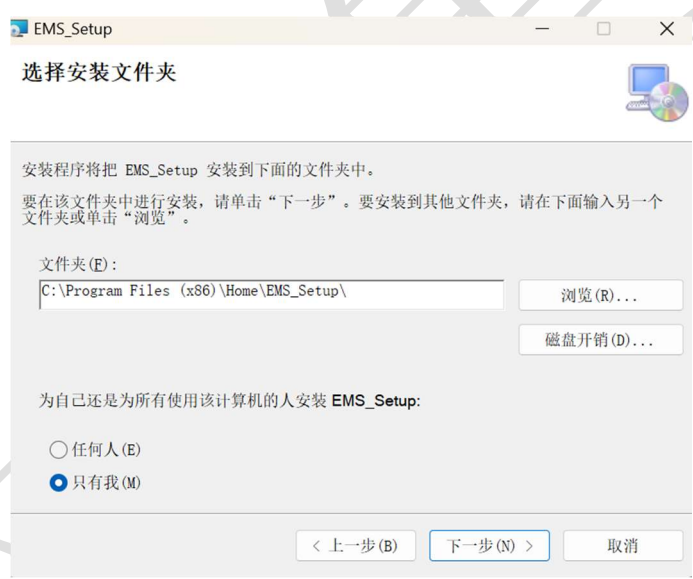 EMS_Setup
选择安装文件夹
安装程序将把 EMS_Setup 安装到下面的文件夹中。
要在该文件夹中进行安装，请单击“下一步”。要安装到其他文件夹，请在下面输入另一个
文件夹或单击“浏览”。
文件夹(F):
C:\Program Files (x86)\Home\EMS_Setup\
浏览(R)...
磁盘开销(D)...
为自己还是为所有使用该计算机的人安装 EMS_Setup:
任何人(E)
只有我(M)
< 上一步(B) 下一步(N) > 取消